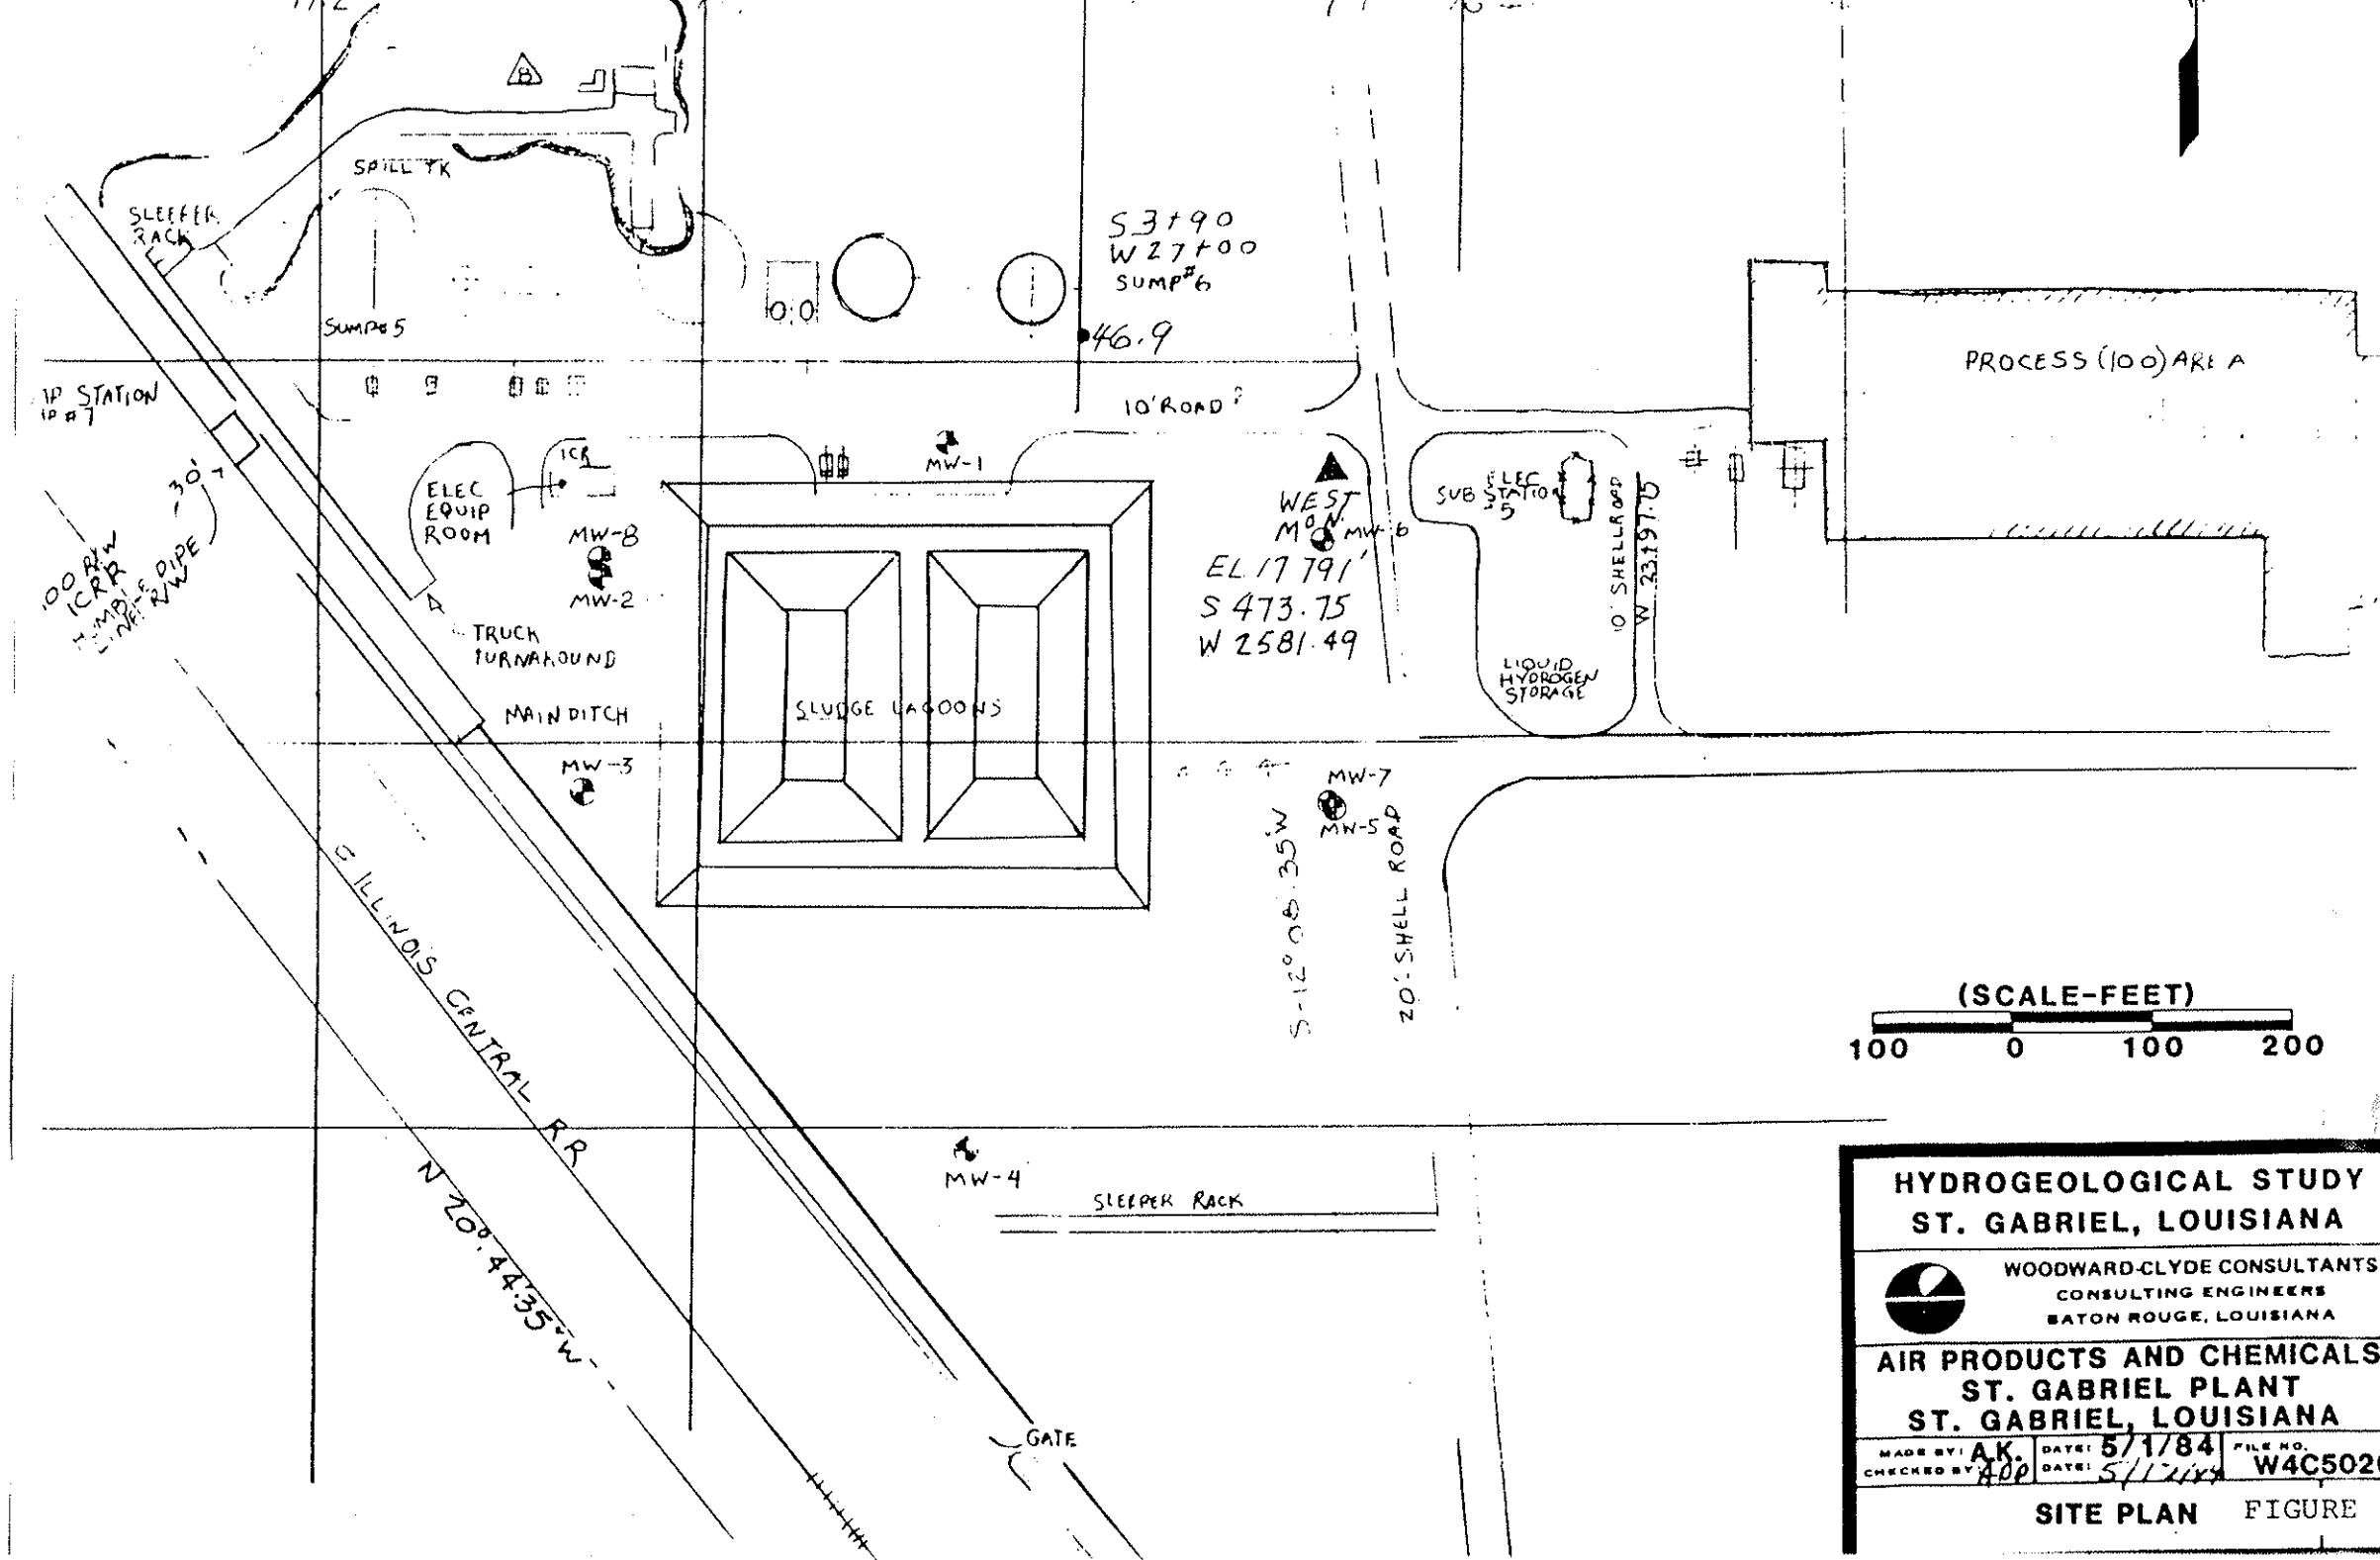 SPILL TK
SLEEPER
RACK
SUMP#5
S 3+90
W 27+00
SUMP#6
46.9
PROCESS (100) AREA
STATION
#7
10' ROAD
MW-1
ICR
ELEC
EQUIP
ROOM
30'
MW-8
MW-2
WEST
MON.
MW-6
EL 17 791'
S 473.75
W 2581.49
ELEC
SUB STATION
5
10' SHELLROAD
W 23+97.75
LIQUID
HYDROGEN
STORAGE
R/W
ICRR
PIPE
R/W
TRUCK
TURNAROUND
MAIN DITCH
SLUDGE LAGOONS
MW-3
MW-7
MW-5
S-12° 08' 35"W
20'-SHELL ROAD
ILLINOIS CENTRAL RR
N 20° 44' 35" W
(SCALE-FEET)
100 0 100 200
MW-4
SLEEPER RACK
GATE
HYDROGEOLOGICAL STUDY
ST. GABRIEL, LOUISIANA
WOODWARD-CLYDE CONSULTANTS
CONSULTING ENGINEERS
BATON ROUGE, LOUISIANA
AIR PRODUCTS AND CHEMICALS
ST. GABRIEL PLANT
ST. GABRIEL, LOUISIANA
MADE BY: A.K. DATE: 5/1/84 FILE NO.
CHECKED BY: DATE: W4C502
SITE PLAN FIGURE